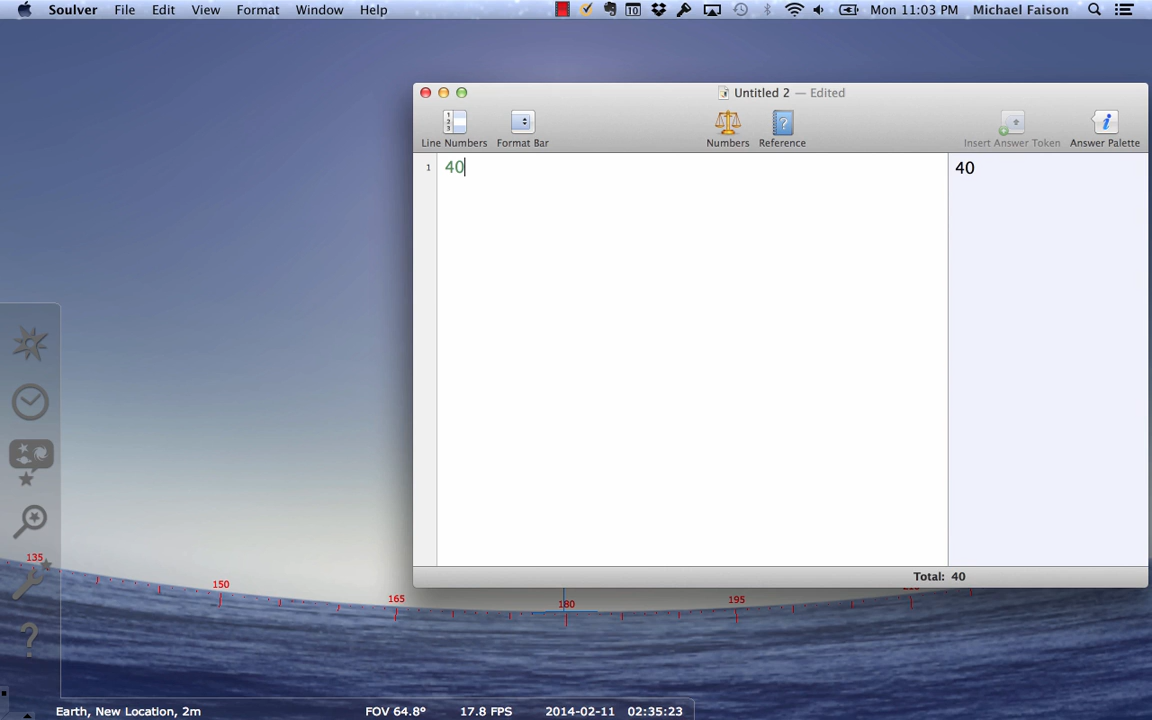 Soulver File Edit View Format Window Help 10 Mon 11:03 PM Michael Faison
Untitled 2 — Edited
Line Numbers Format Bar Numbers Reference Insert Answer Token Answer Palette
1 40 40
Total: 40
135 150 165 180 195
Earth, New Location, 2m FOV 64.8° 17.8 FPS 2014-02-11 02:35:23